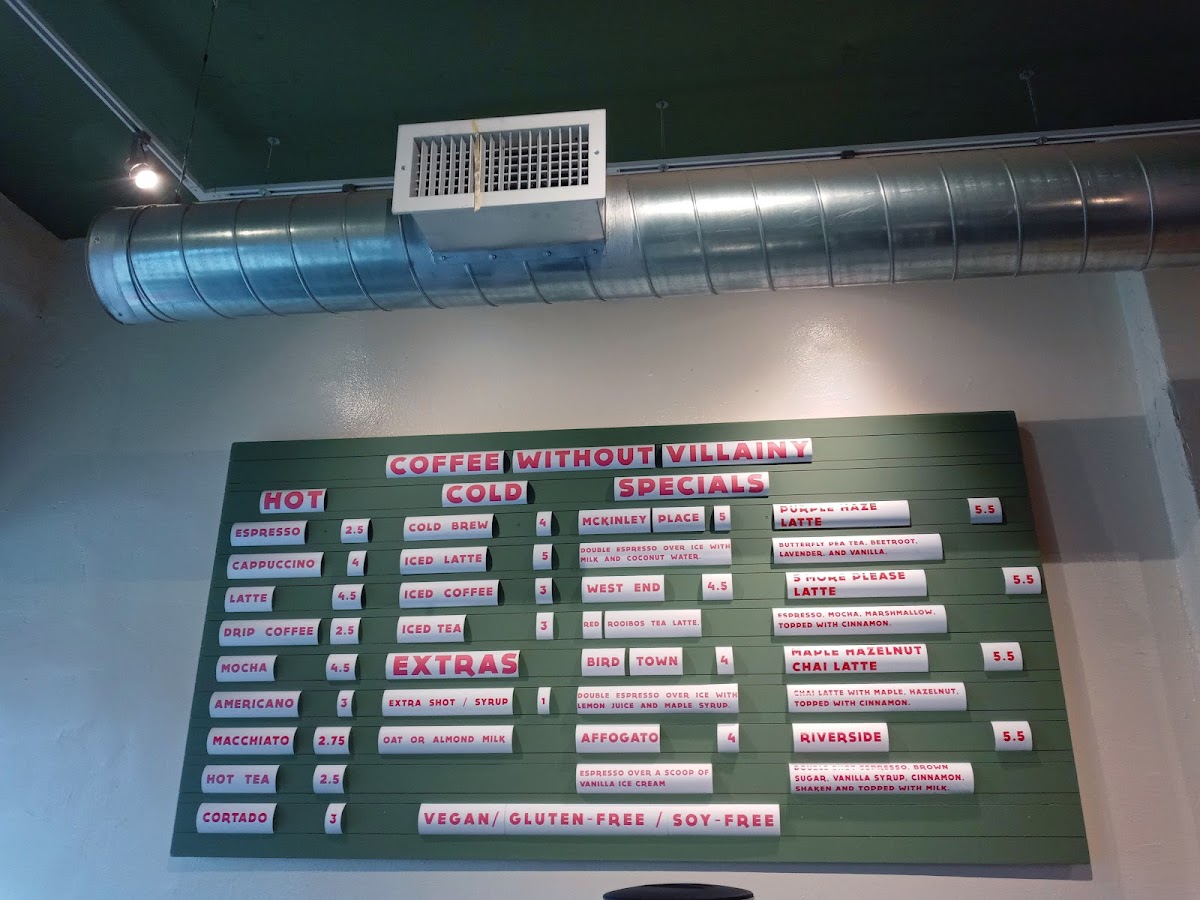 COFFEE WITHOUT VILLAINY
HOT
ESPRESSO 2.5
CAPPUCCINO 4
LATTE 4.5
DRIP COFFEE 2.5
MOCHA 4.5
AMERICANO 3
MACCHIATO 2.75
HOT TEA 2.5
CORTADO 3
COLD
COLD BREW 4
ICED LATTE 5
ICED COFFEE 3
ICED TEA 3
EXTRAS
EXTRA SHOT / SYRUP 1
OAT OR ALMOND MILK
SPECIALS
MCKINLEY PLACE 5
DOUBLE ESPRESSO OVER ICE WITH
MILK AND COCONUT WATER.
WEST END 4.5
RED ROOIBOS TEA LATTE.
BIRD TOWN 4
DOUBLE ESPRESSO OVER ICE WITH
LEMON JUICE AND MAPLE SYRUP.
AFFOGATO 4
ESPRESSO OVER A SCOOP OF
VANILLA ICE CREAM
PURPLE HAZE
LATTE 5.5
BUTTERFLY PEA TEA, BEETROOT,
LAVENDER, AND VANILLA.
5 MORE PLEASE
LATTE 5.5
ESPRESSO, MOCHA, MARSHMALLOW,
TOPPED WITH CINNAMON.
MAPLE HAZELNUT
CHAI LATTE 5.5
CHAI LATTE WITH MAPLE, HAZELNUT,
TOPPED WITH CINNAMON.
RIVERSIDE 5.5
DOUBLE SHOT ESPRESSO, BROWN
SUGAR, VANILLA SYRUP, CINNAMON.
SHAKEN AND TOPPED WITH MILK.
VEGAN/ GLUTEN-FREE / SOY-FREE